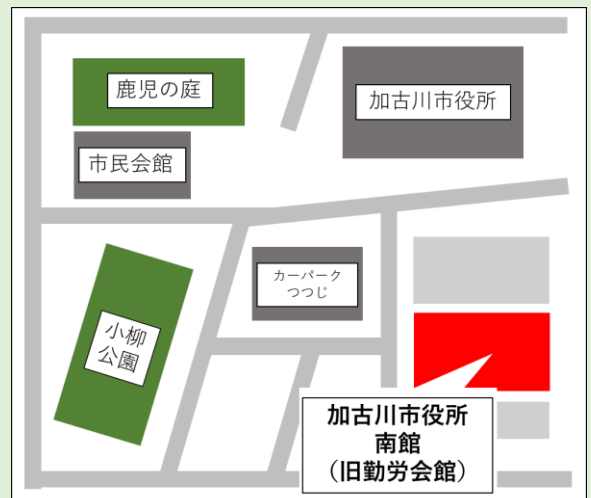 鹿児の庭
加古川市役所
市民会館
カーパーク
つつじ
小柳
公園
加古川市役所
南館
（旧勤労会館）